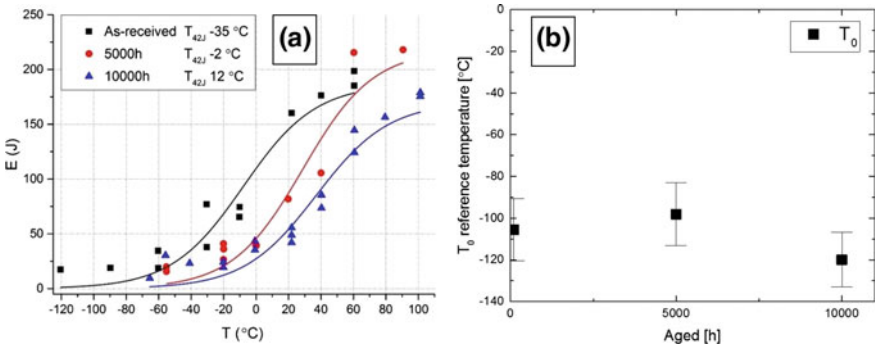 As-received T42J -35 °C
5000h T42J -2 °C
10000h T42J 12 °C
(a)
250
200
150
100
50
0
E (J)
-120 -100 -80 -60 -40 -20 0 20 40 60 80 100
T (°C)
(b)
T0
0
-20
-40
-60
-80
-100
-120
-140
T0 reference temperature [°C]
0 5000 10000
Aged [h]